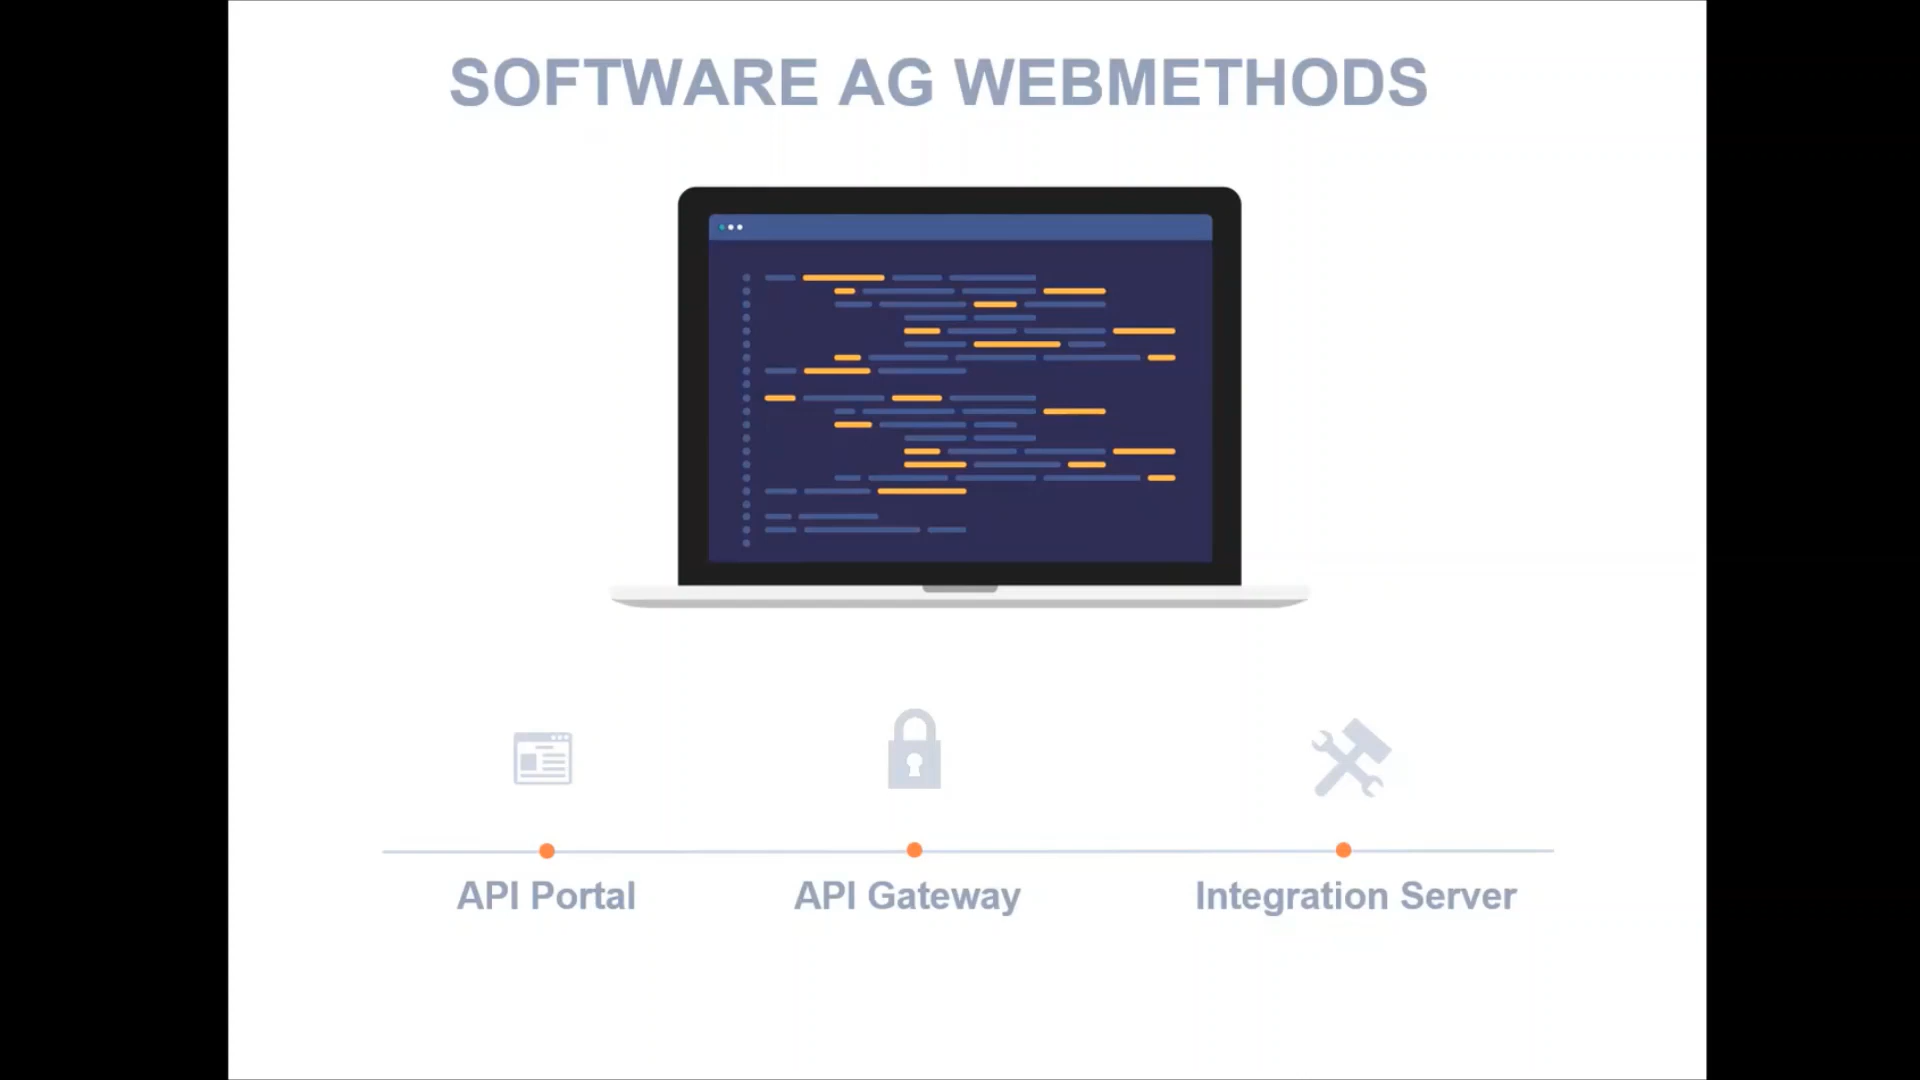 SOFTWARE AG WEBMETHODS
API Portal
API Gateway
Integration Server